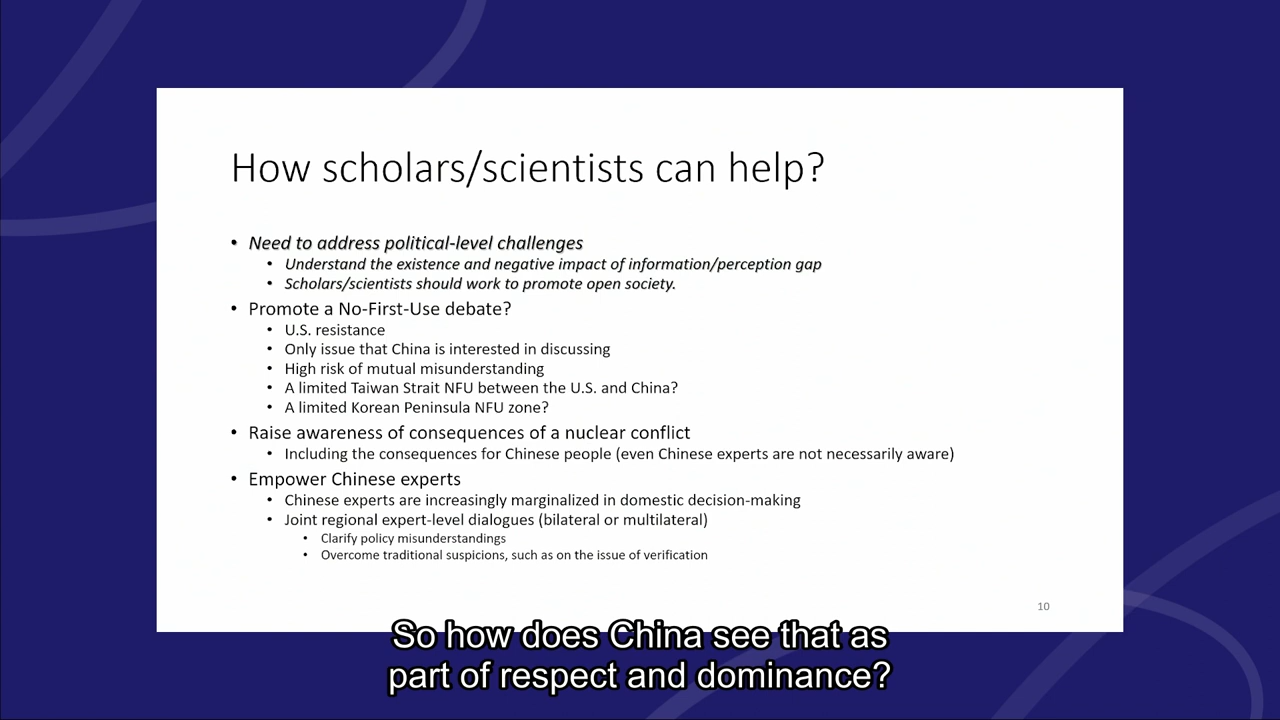 How scholars/scientists can help?
• Need to address political-level challenges
• Understand the existence and negative impact of information/perception gap
• Scholars/scientists should work to promote open society.
• Promote a No-First-Use debate?
• U.S. resistance
• Only issue that China is interested in discussing
• High risk of mutual misunderstanding
• A limited Taiwan Strait NFU between the U.S. and China?
• A limited Korean Peninsula NFU zone?
• Raise awareness of consequences of a nuclear conflict
• Including the consequences for Chinese people (even Chinese experts are not necessarily aware)
• Empower Chinese experts
• Chinese experts are increasingly marginalized in domestic decision-making
• Joint regional expert-level dialogues (bilateral or multilateral)
• Clarify policy misunderstandings
• Overcome traditional suspicions, such as on the issue of verification
10
So how does China see that as
part of respect and dominance?